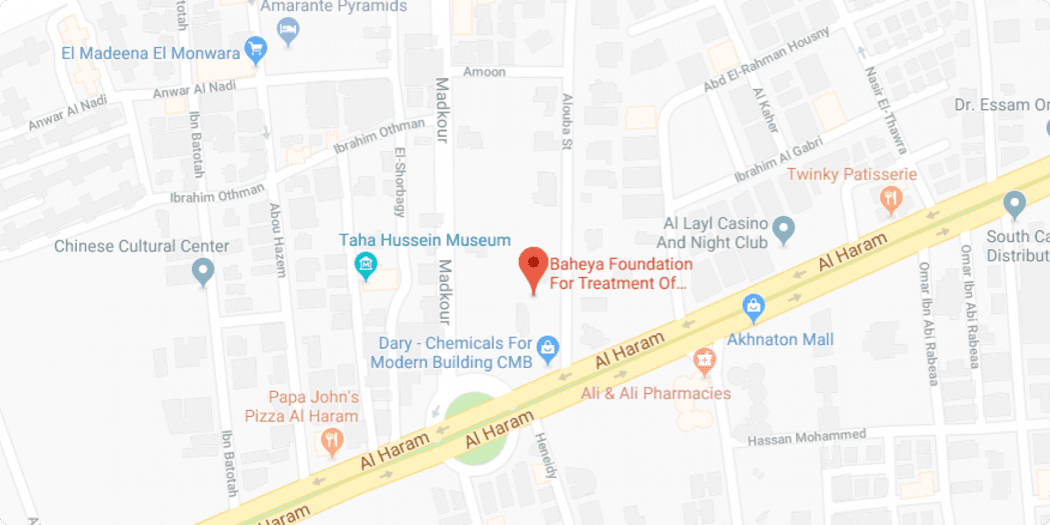 Amarante Pyramids
El Madeena El Monwara
Anwar Al Nadi
Anwar Al Nadi
Ibn Batotah
Ibn Batotah
Ibrahim Othman
Ibrahim Othman
Abou Hazem
El-Shorbagy
Madkour
Madkour
Amoon
Alouba St
Abd El-Rahman Housny
Al Kaher
Nasir El-Thawra
Ibrahim Al Gabri
Dr. Essam
Twinky Patisserie
Al Layl Casino
And Night Club
Chinese Cultural Center
Taha Hussein Museum
Baheya Foundation
For Treatment Of...
South
Distribut
Al Haram
Omar Ibn Abi Rabeaa
Omar Ibn Abi Rabeaa
Akhnaton Mall
Dary - Chemicals For
Modern Building CMB
Al Haram
Ali & Ali Pharmacies
Papa John's
Pizza Al Haram
Al Haram
Al Haram
Heneidy
Hassan Mohammed
Ibn Batotah
Al Haram